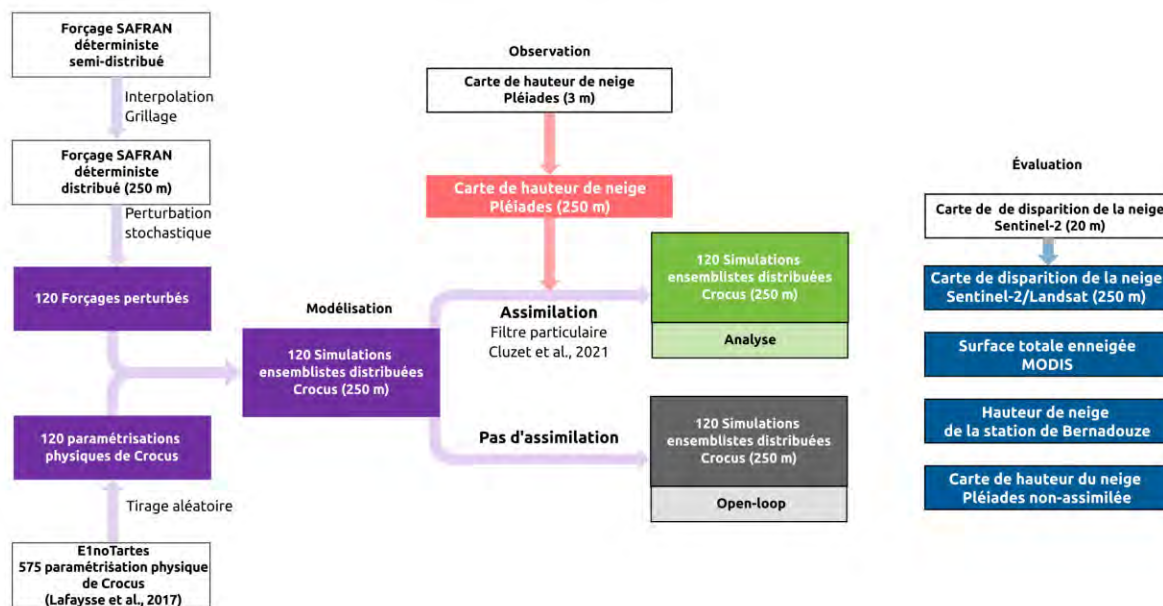 Forçage SAFRAN
déterministe
semi-distribué
Interpolation
Grillage
Forçage SAFRAN
déterministe
distribué (250 m)
Perturbation
stochastique
120 Forçages perturbés
120 paramétrisations
physiques de Crocus
Tirage aléatoire
E1noTartes
575 paramétrisation physique
de Crocus
(Lafaysse et al., 2017)
Modélisation
120 Simulations
ensemblistes distribuées
Crocus (250 m)
Observation
Carte de hauteur de neige
Pléiades (3 m)
Carte de hauteur de neige
Pléiades (250 m)
Assimilation
Filtre particulaire
Cluzet et al., 2021
Pas d'assimilation
120 Simulations
ensemblistes distribuées
Crocus (250 m)
Analyse
120 Simulations
ensemblistes distribuées
Crocus (250 m)
Open-loop
Évaluation
Carte de de disparition de la neige
Sentinel-2 (20 m)
Carte de disparition de la neige
Sentinel-2/Landsat (250 m)
Surface totale enneigée
MODIS
Hauteur de neige
de la station de Bernadouze
Carte de hauteur du neige
Pléiades non-assimilée